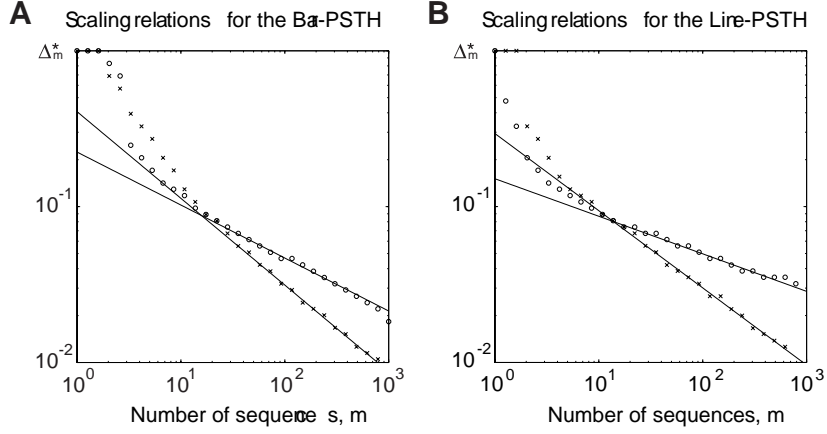 A Scaling relations for the Bar-PSTH
Δ*m
10^-1
10^-2
10^0 10^1 10^2 10^3
Number of sequence s, m
B Scaling relations for the Line-PSTH
Δ*m
10^-1
10^-2
10^0 10^1 10^2 10^3
Number of sequences, m